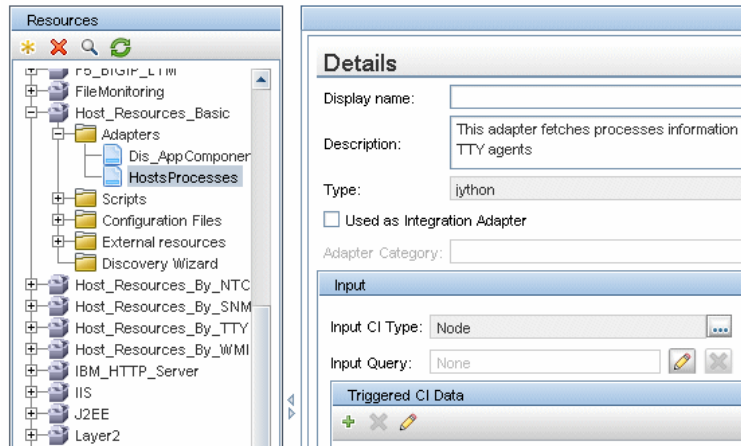 Resources
F5_BIGIP_LTM
FileMonitoring
Host_Resources_Basic
Adapters
Dis_AppComponer
HostsProcesses
Scripts
Configuration Files
External resources
Discovery Wizard
Host_Resources_By_NTC
Host_Resources_By_SNM
Host_Resources_By_TTY
Host_Resources_By_WMI
IBM_HTTP_Server
IIS
J2EE
Layer2
Details
Display name:
Description:
This adapter fetches processes information
TTY agents
Type:
jython
Used as Integration Adapter
Adapter Category:
Input
Input CI Type:
Node
...
Input Query:
None
Triggered CI Data